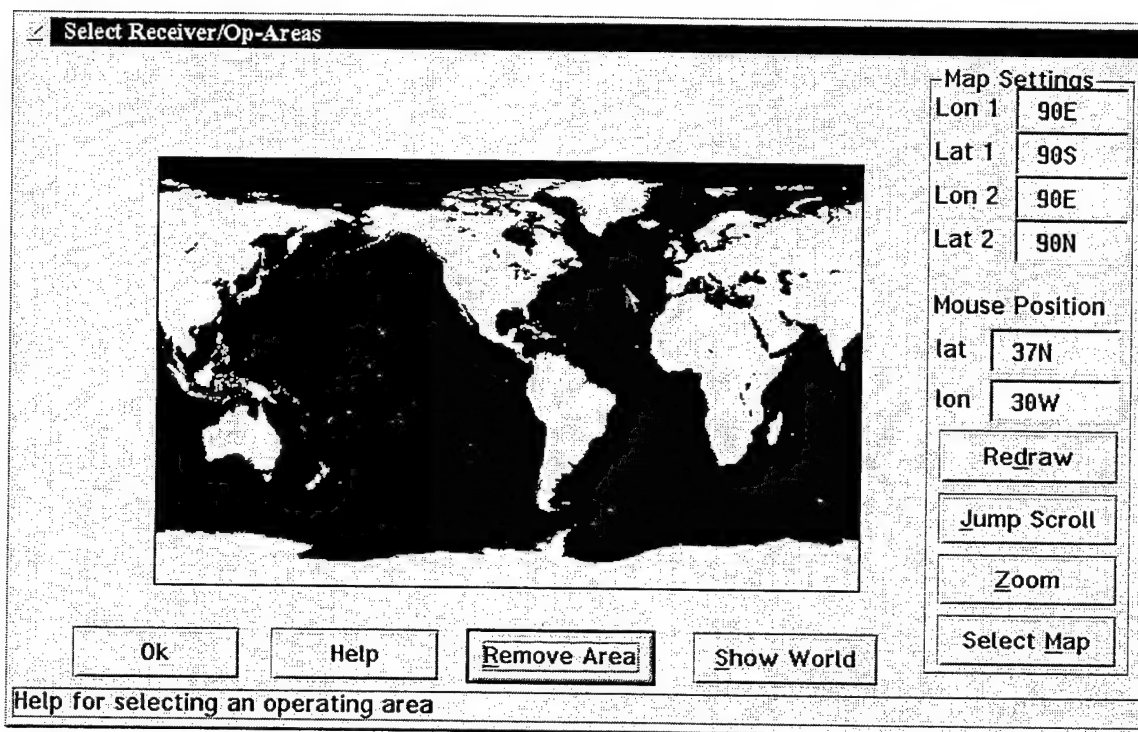 Select Receiver/Op-Areas
Map Settings
Lon 1 90E
Lat 1 90S
Lon 2 90E
Lat 2 90N
Mouse Position
lat 37N
lon 30W
Redraw
Jump Scroll
Zoom
Select Map
Ok Help Remove Area Show World
Help for selecting an operating area